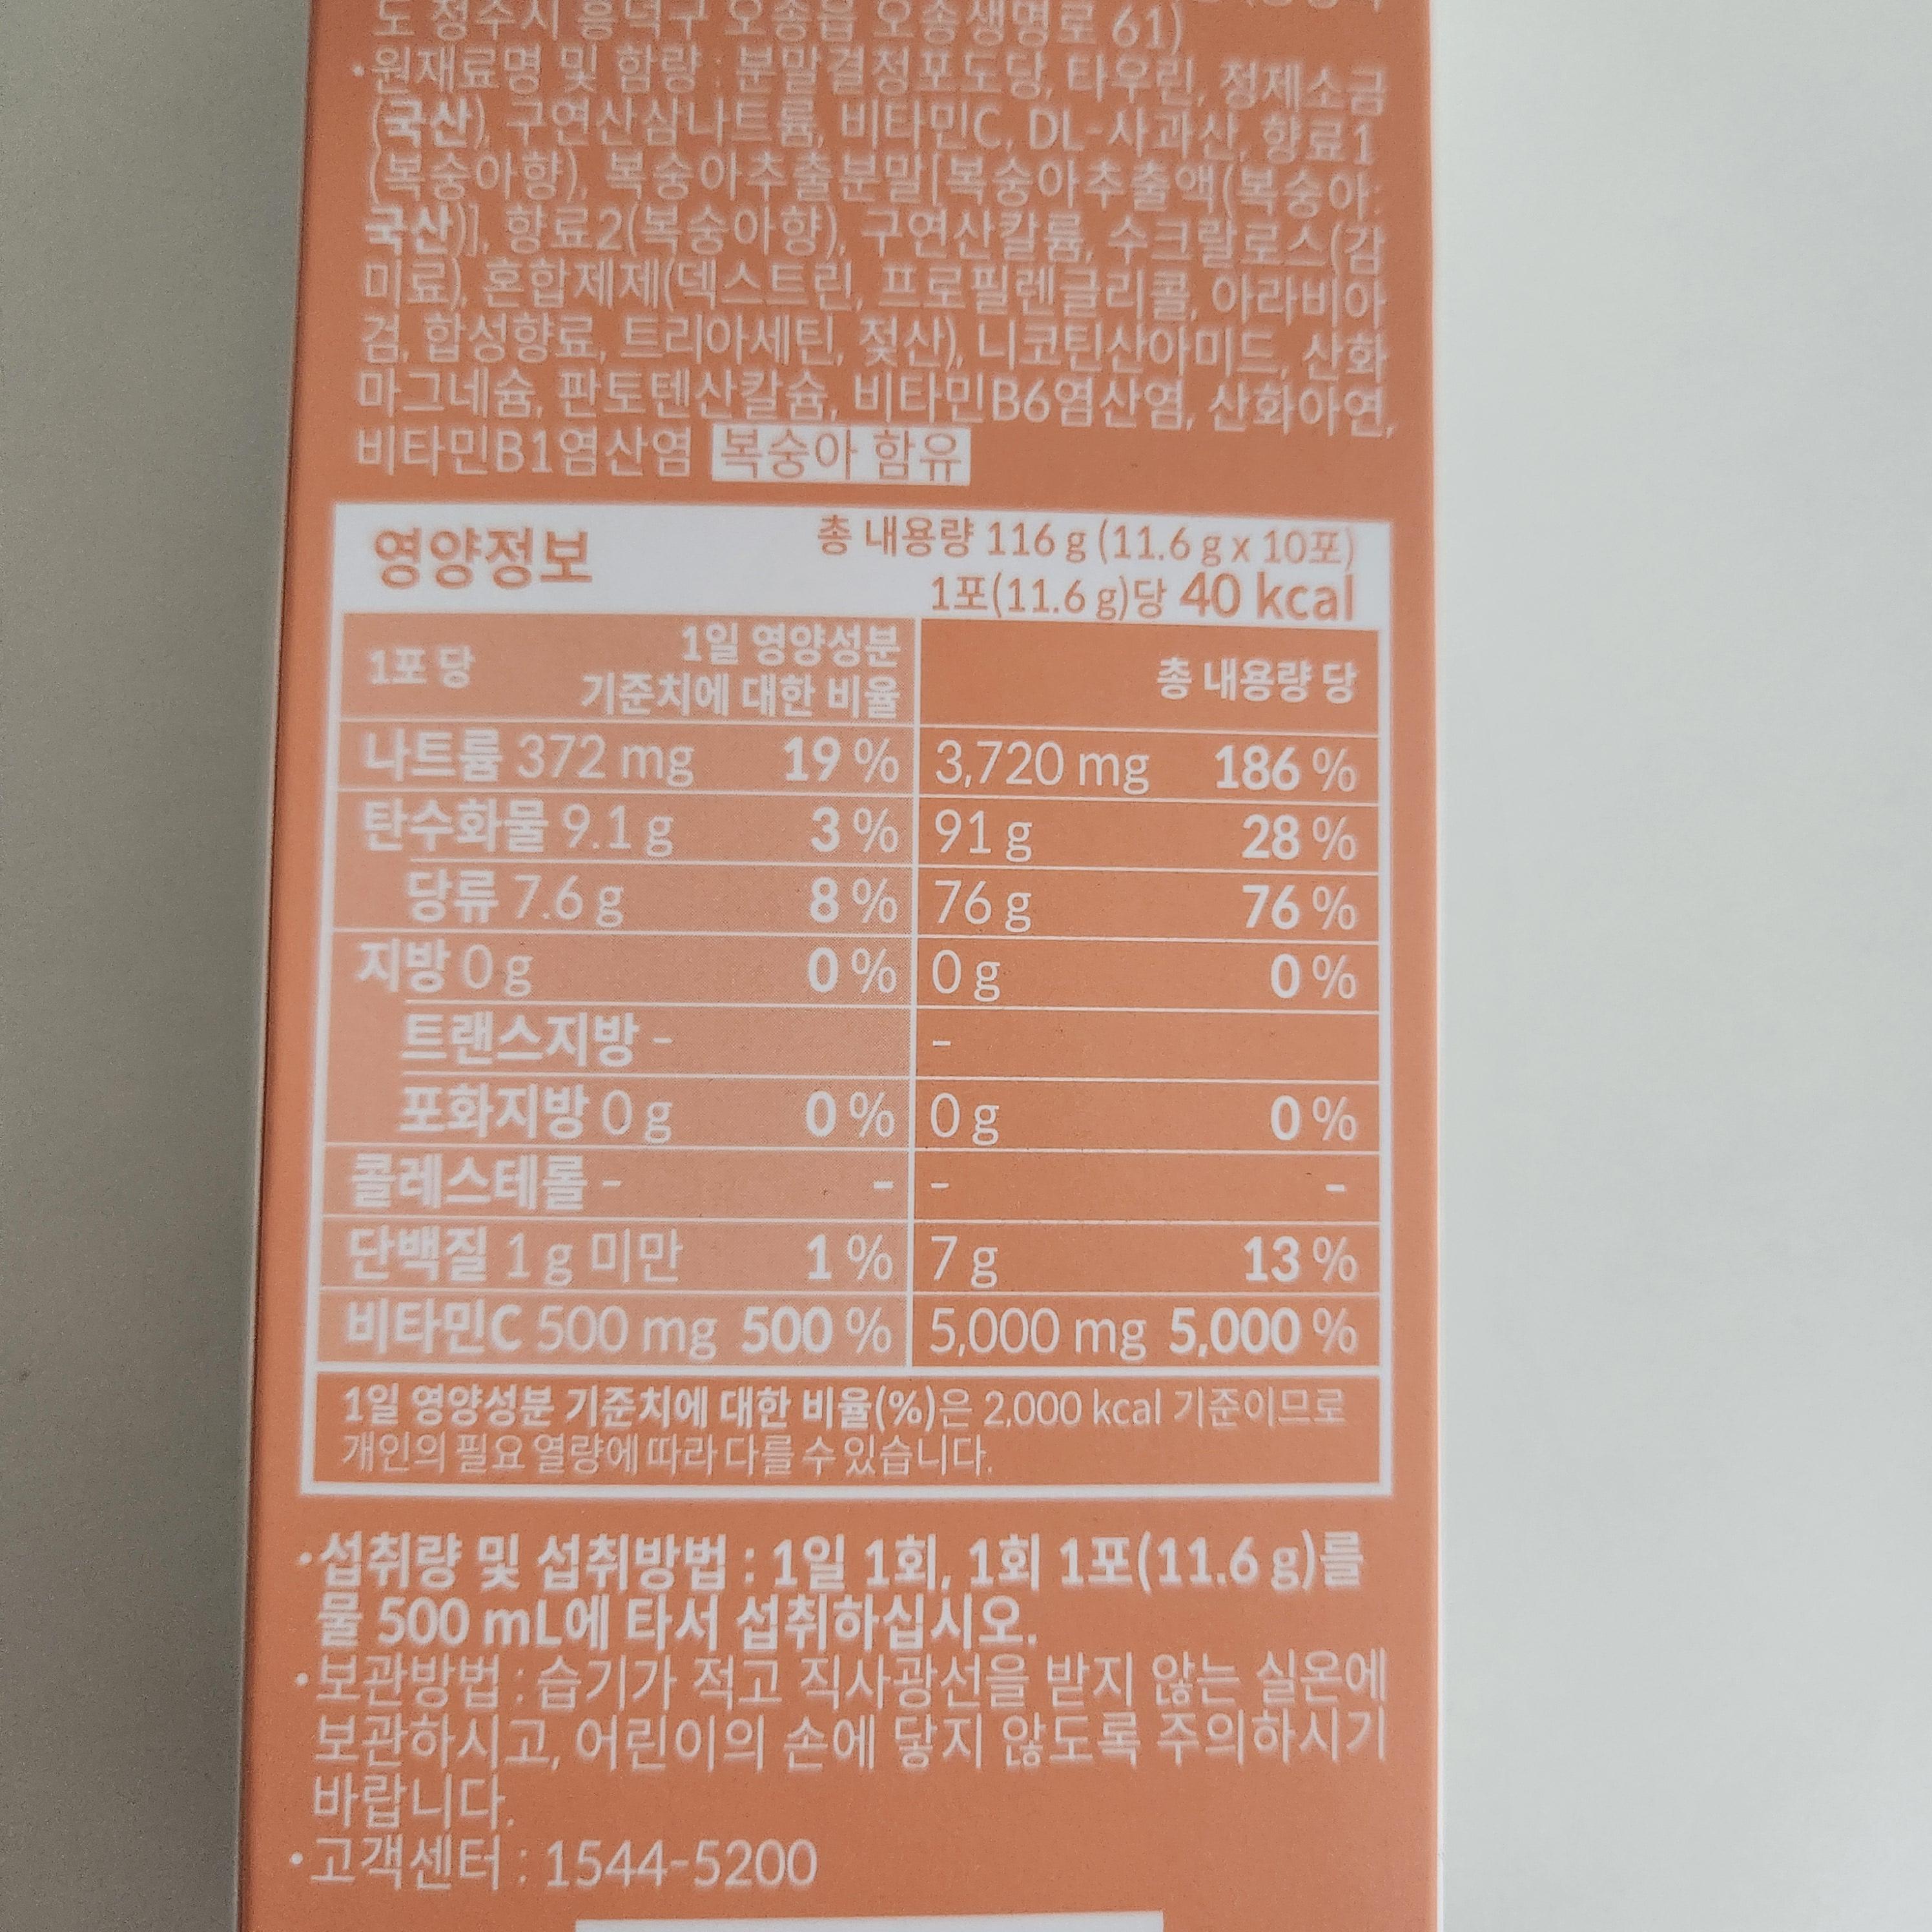 도 청주시 흥덕구 오송읍 오송생명로 61)
•원재료명 및 함량 : 분말결정포도당, 타우린, 정제소금
(국산), 구연산삼나트륨, 비타민C, DL-사과산, 향료1
(복숭아향), 복숭아추출분말[복숭아추출액(복숭아:
국산)], 향료2(복숭아향), 구연산칼륨, 수크랄로스(감
미료), 혼합제제(덱스트린, 프로필렌글리콜, 아라비아
검, 합성향료, 트리아세틴, 젖산), 니코틴산아미드, 산화
마그네슘, 판토텐산칼슘, 비타민B6염산염, 산화아연,
비타민B1염산염 복숭아 함유
영양정보 총 내용량 116 g (11.6 g x 10포)
1포(11.6 g)당 40 kcal
1포 당 1일 영양성분 기준치에 대한 비율 총 내용량 당
나트륨 372 mg 19 % 3,720 mg 186 %
탄수화물 9.1 g 3 % 91 g 28 %
당류 7.6 g 8 % 76 g 76 %
지방 0 g 0 % 0 g 0 %
트랜스지방 - -
포화지방 0 g 0 % 0 g 0 %
콜레스테롤 - - - -
단백질 1 g 미만 1 % 7 g 13 %
비타민C 500 mg 500 % 5,000 mg 5,000 %
1일 영양성분 기준치에 대한 비율(%)은 2,000 kcal 기준이므로
개인의 필요 열량에 따라 다를 수 있습니다.
•섭취량 및 섭취방법 : 1일 1회, 1회 1포(11.6 g)를
물 500 mL에 타서 섭취하십시오.
•보관방법 : 습기가 적고 직사광선을 받지 않는 실온에
보관하시고, 어린이의 손에 닿지 않도록 주의하시기
바랍니다.
•고객센터 : 1544-5200